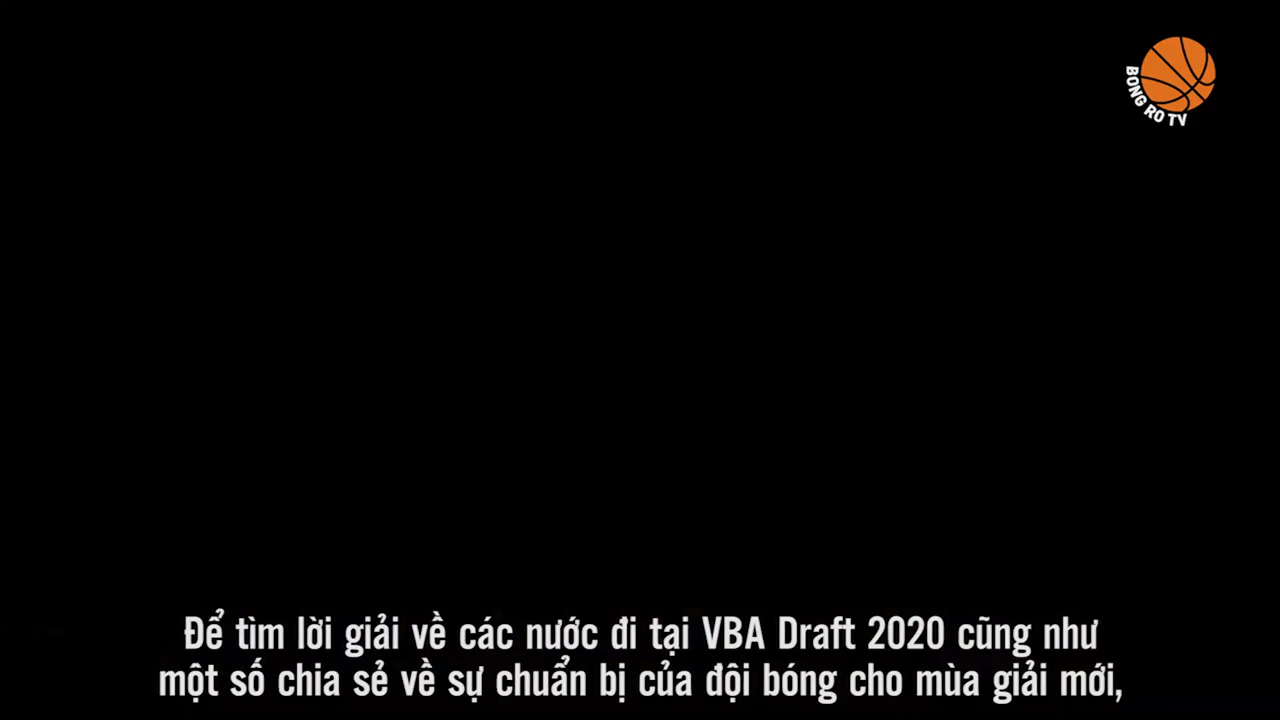 BONG RO TV
Để tìm lời giải về các nước đi tại VBA Draft 2020 cũng như
một số chia sẻ về sự chuẩn bị của đội bóng cho mùa giải mới,